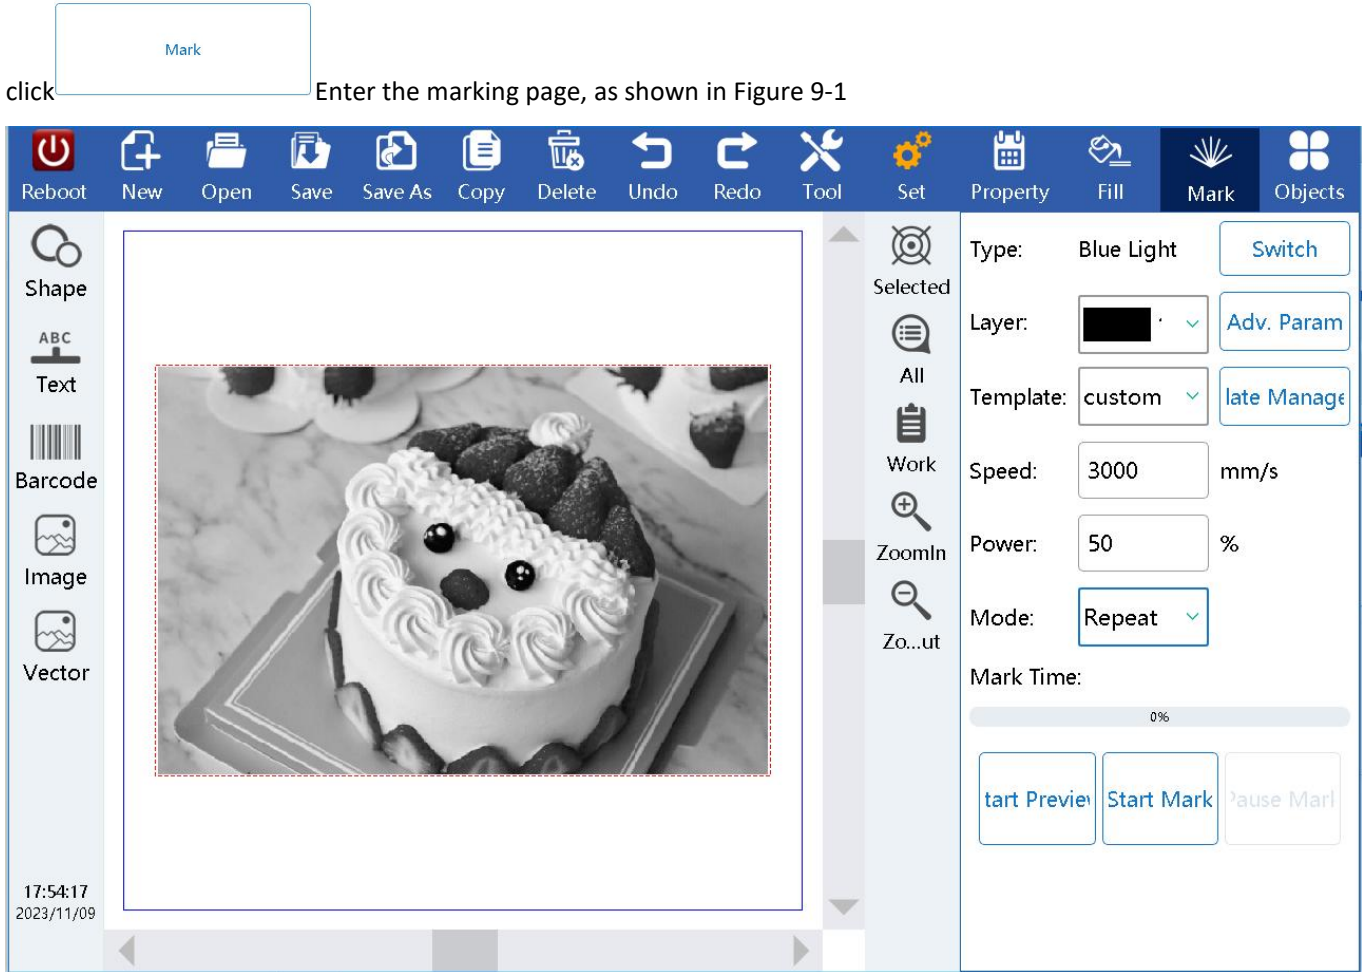 Mark
click Enter the marking page, as shown in Figure 9-1
Reboot New Open Save Save As Copy Delete Undo Redo Tool Set Property Fill Mark Objects
Shape
ABC
Text
Barcode
Image
Vector
17:54:17
2023/11/09
Selected
All
Work
ZoomIn
Zo...ut
Type: Blue Light Switch
Layer: Adv. Param
Template: custom late Manage
Speed: 3000 mm/s
Power: 50 %
Mode: Repeat
Mark Time:
0%
tart Previe Start Mark Pause Mark